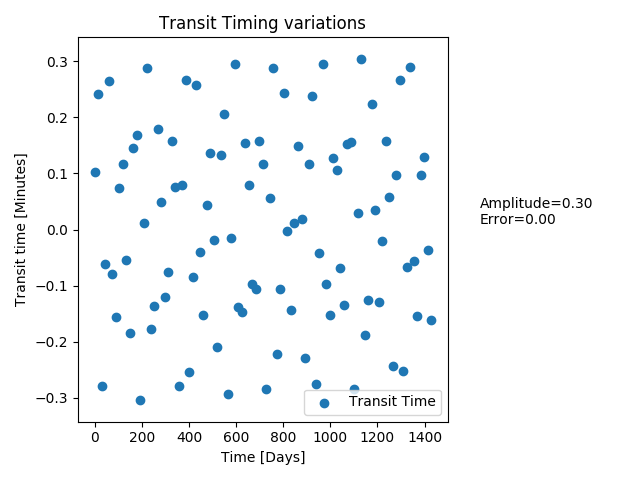 Transit Timing variations
Transit time [Minutes]
0.3
0.2
0.1
0.0
−0.1
−0.2
−0.3
Amplitude=0.30
Error=0.00
Transit Time
0 200 400 600 800 1000 1200 1400
Time [Days]